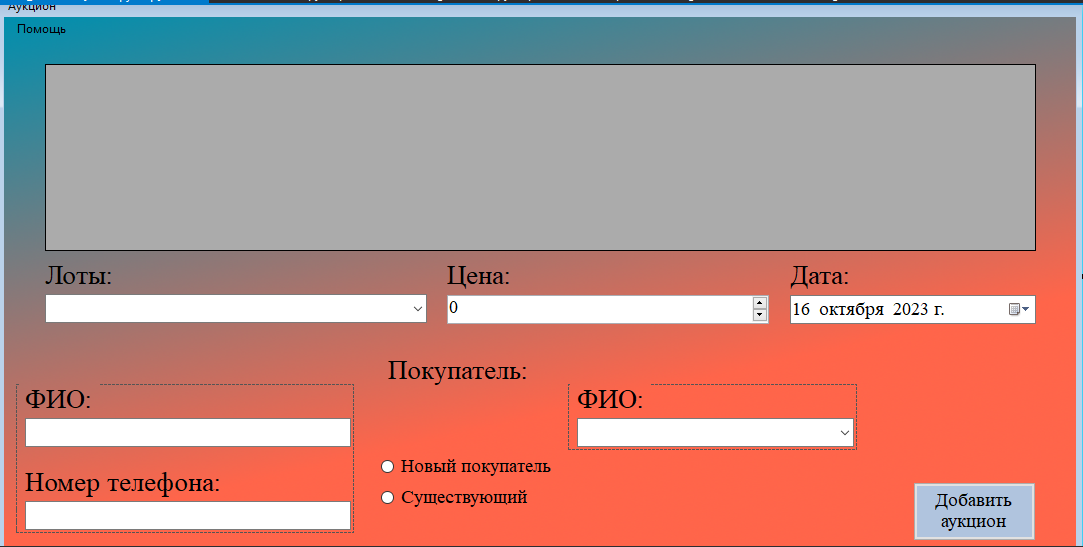 Аукцион
Помощь
Лоты:
Цена:
Дата:
0
16 октября 2023 г.
Покупатель:
ФИО:
ФИО:
Новый покупатель
Номер телефона:
Существующий
Добавить
аукцион